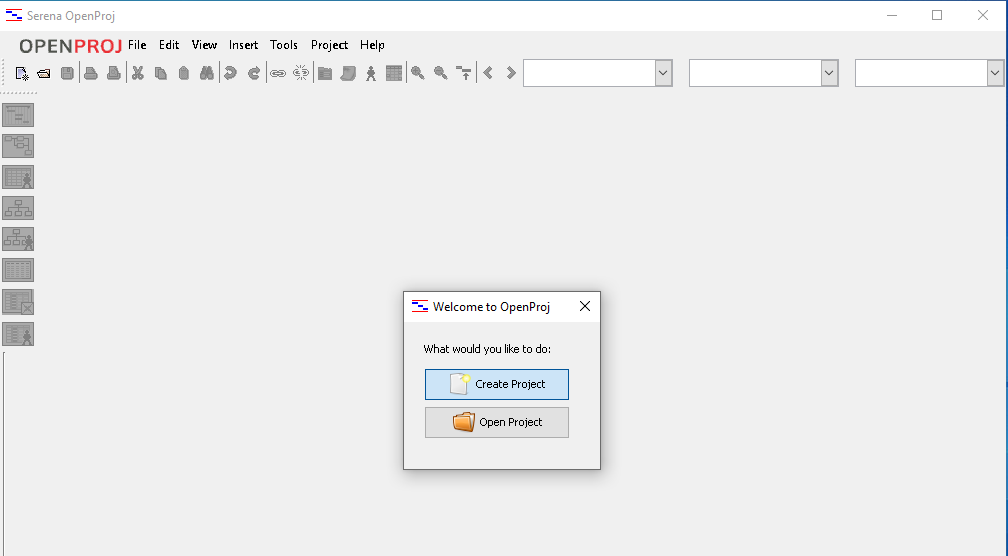 Serena OpenProj
OPENPROJ File Edit View Insert Tools Project Help
Welcome to OpenProj
What would you like to do:
Create Project
Open Project